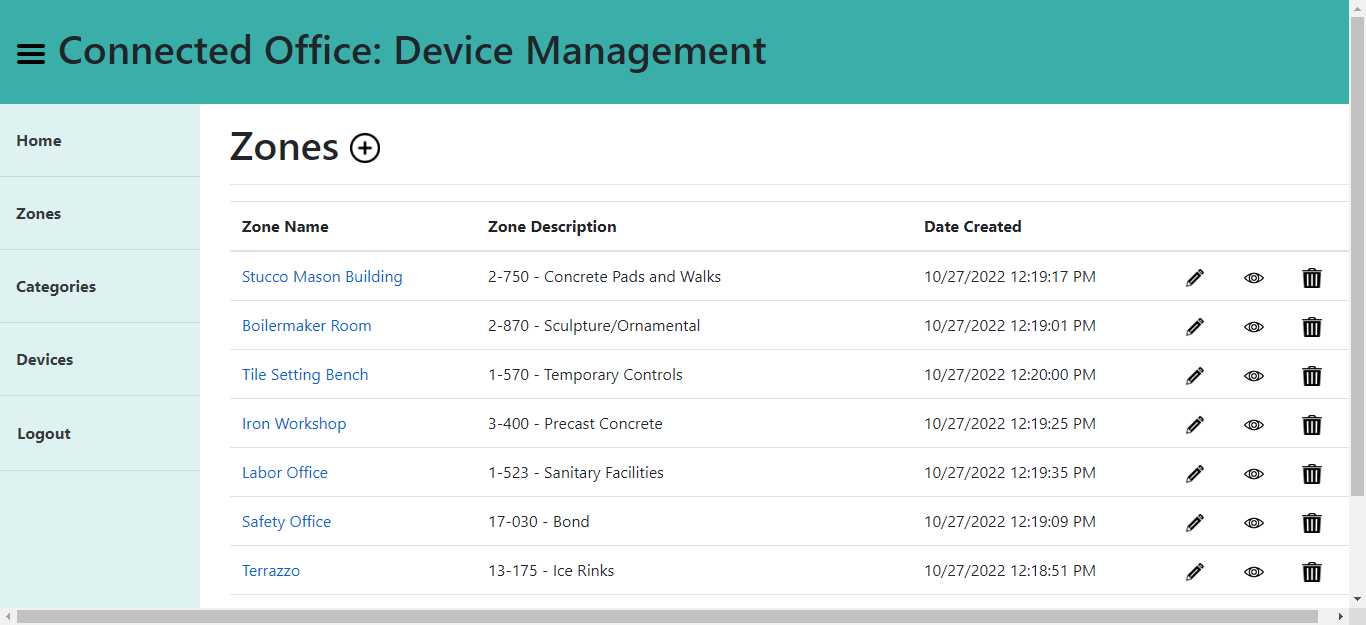 Connected Office: Device Management
Home
Zones
Categories
Devices
Logout
Zones
Zone Name Zone Description Date Created
Stucco Mason Building 2-750 - Concrete Pads and Walks 10/27/2022 12:19:17 PM
Boilermaker Room 2-870 - Sculpture/Ornamental 10/27/2022 12:19:01 PM
Tile Setting Bench 1-570 - Temporary Controls 10/27/2022 12:20:00 PM
Iron Workshop 3-400 - Precast Concrete 10/27/2022 12:19:25 PM
Labor Office 1-523 - Sanitary Facilities 10/27/2022 12:19:35 PM
Safety Office 17-030 - Bond 10/27/2022 12:19:09 PM
Terrazzo 13-175 - Ice Rinks 10/27/2022 12:18:51 PM